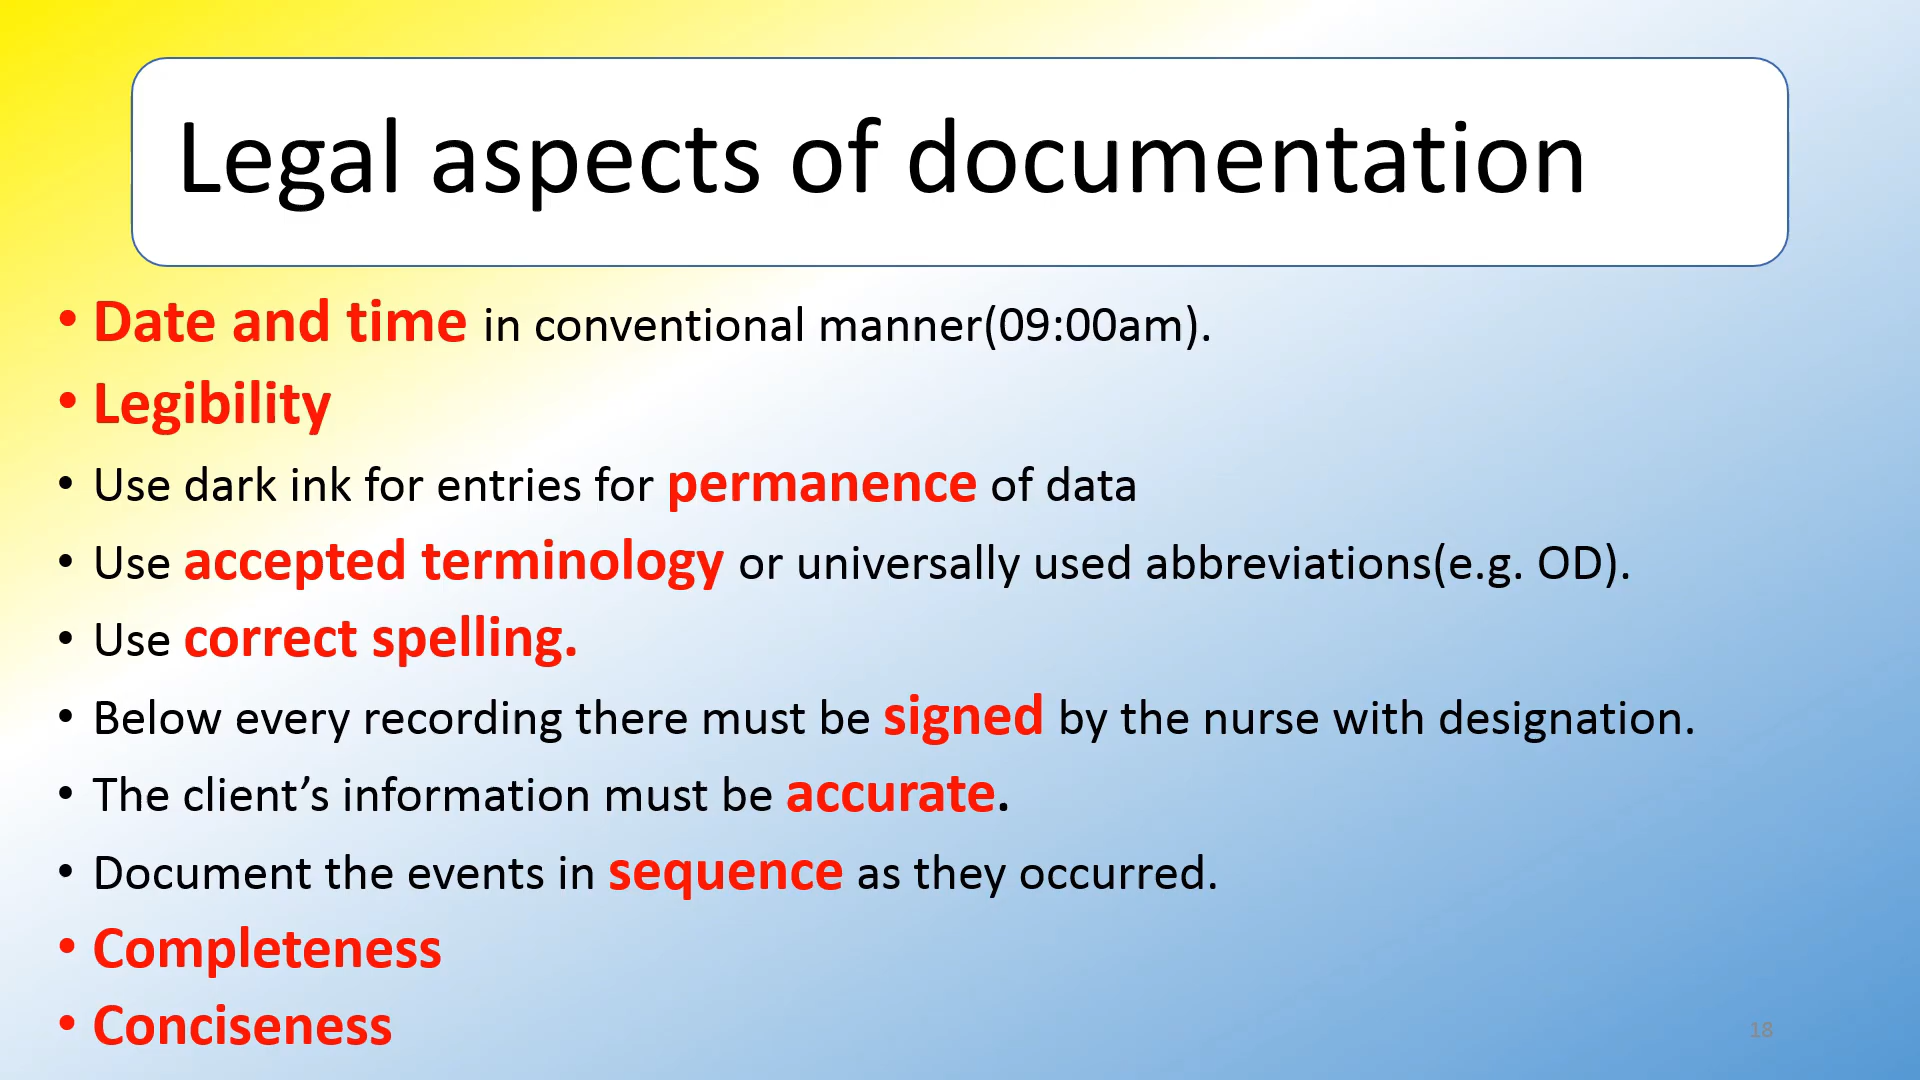 Legal aspects of documentation
• Date and time in conventional manner(09:00am).
• Legibility
• Use dark ink for entries for permanence of data
• Use accepted terminology or universally used abbreviations(e.g. OD).
• Use correct spelling.
• Below every recording there must be signed by the nurse with designation.
• The client’s information must be accurate.
• Document the events in sequence as they occurred.
• Completeness
• Conciseness
18